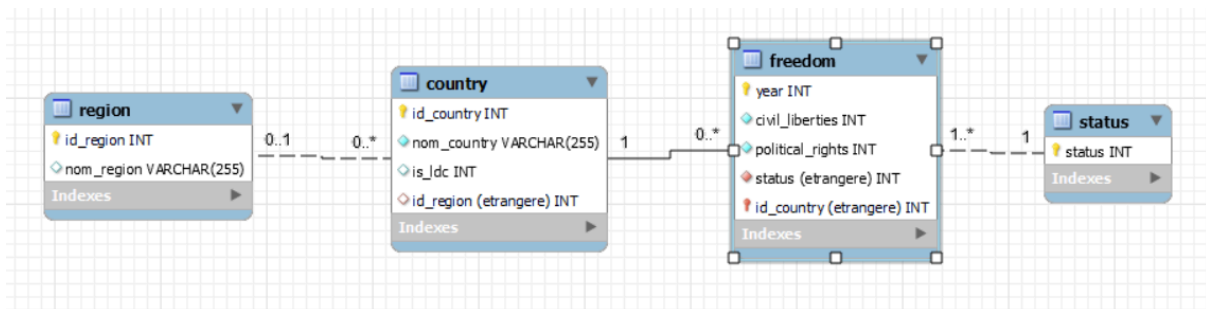 region
id_region INT
nom_region VARCHAR(255)
Indexes
0..1
0..*
country
id_country INT
nom_country VARCHAR(255)
is_ldc INT
id_region (etrangere) INT
Indexes
1
0..*
freedom
year INT
civil_liberties INT
political_rights INT
status (etrangere) INT
id_country (etrangere) INT
Indexes
1..*
1
status
status INT
Indexes